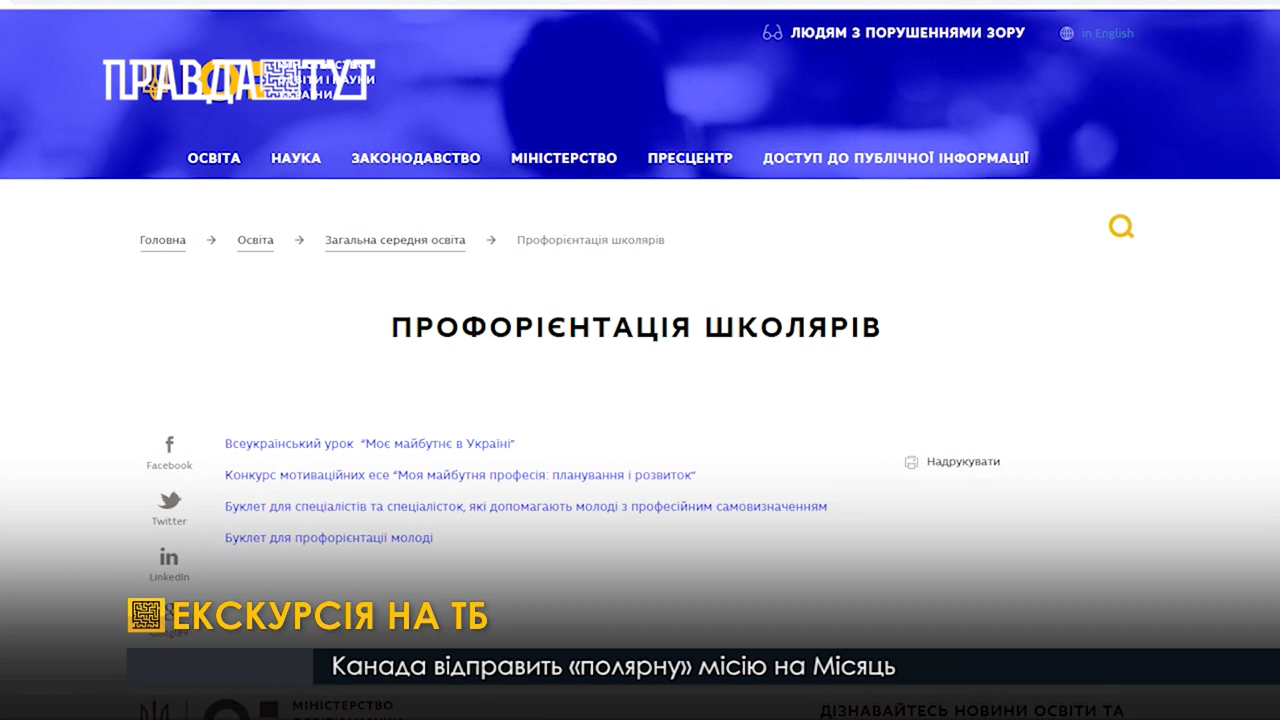 ЛЮДЯМ З ПОРУШЕННЯМИ ЗОРУ
in English
ПРАВДА ТУТ
ОСВІТА НАУКА ЗАКОНОДАВСТВО МІНІСТЕРСТВО ПРЕСЦЕНТР ДОСТУП ДО ПУБЛІЧНОЇ ІНФОРМАЦІЇ
Головна → Освіта → Загальна середня освіта → Профорієнтація школярів
ПРОФОРІЄНТАЦІЯ ШКОЛЯРІВ
Facebook
Twitter
LinkedIn
Google+
Всеукраїнський урок "Моє майбутнє в Україні"
Конкурс мотиваційних есе "Моя майбутня професія: планування і розвиток"
Буклет для спеціалістів та спеціалісток, які допомагають молоді з професійним самовизначенням
Буклет для профорієнтації молоді
Надрукувати
ЕКСКУРСІЯ НА ТБ
Канада відправить «полярну» місію на Місяць
МІНІСТЕРСТВО
ДІЗНАВАЙТЕСЬ НОВИНИ ОСВІТИ ТА